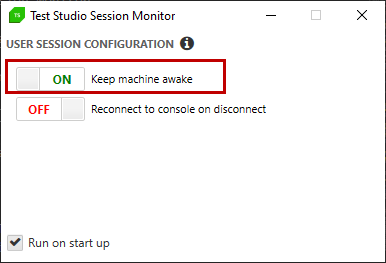 TS Test Studio Session Monitor
USER SESSION CONFIGURATION i
ON Keep machine awake
OFF Reconnect to console on disconnect
Run on start up